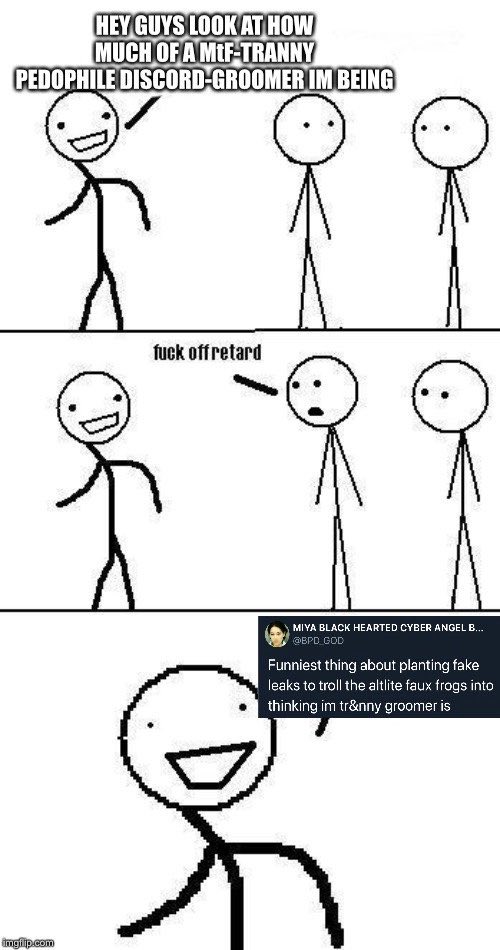 HEY GUYS LOOK AT HOW
MUCH OF A MtF-TRANNY
PEDOPHILE DISCORD-GROOMER IM BEING
fuck off retard
MIYA BLACK HEARTED CYBER ANGEL B...
@BPD_GOD
Funniest thing about planting fake
leaks to troll the altlite faux frogs into
thinking im tr&nny groomer is
imgflip.com